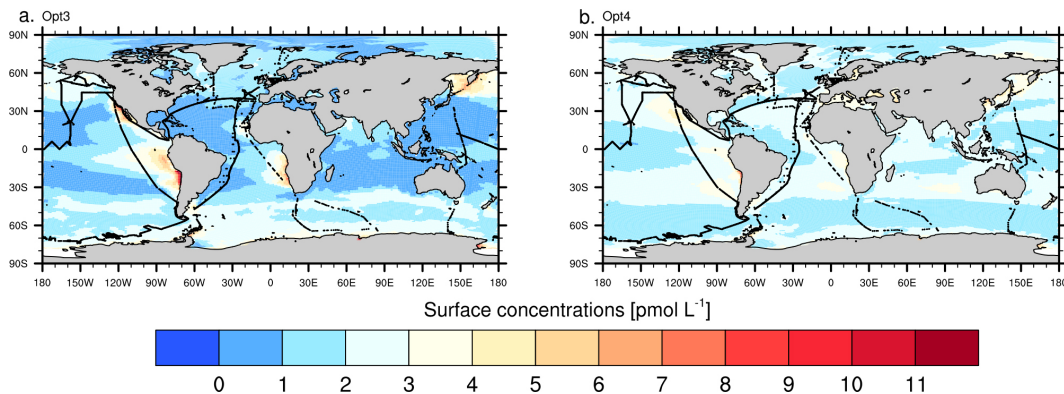 a. Opt3
90N
60N
30N
0
30S
60S
90S
180 150W 120W 90W 60W 30W 0E 30E 60E 90E 120E 150E 180
b. Opt4
90N
60N
30N
0
30S
60S
90S
180 150W 120W 90W 60W 30W 0E 30E 60E 90E 120E 150E 180
Surface concentrations [pmol L⁻¹]
0 1 2 3 4 5 6 7 8 9 10 11